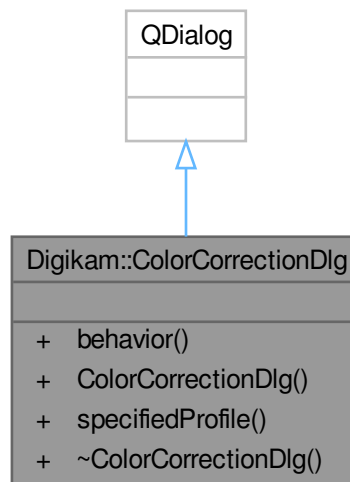 QDialog
Digikam::ColorCorrectionDlg
+ behavior()
+ ColorCorrectionDlg()
+ specifiedProfile()
+ ~ColorCorrectionDlg()